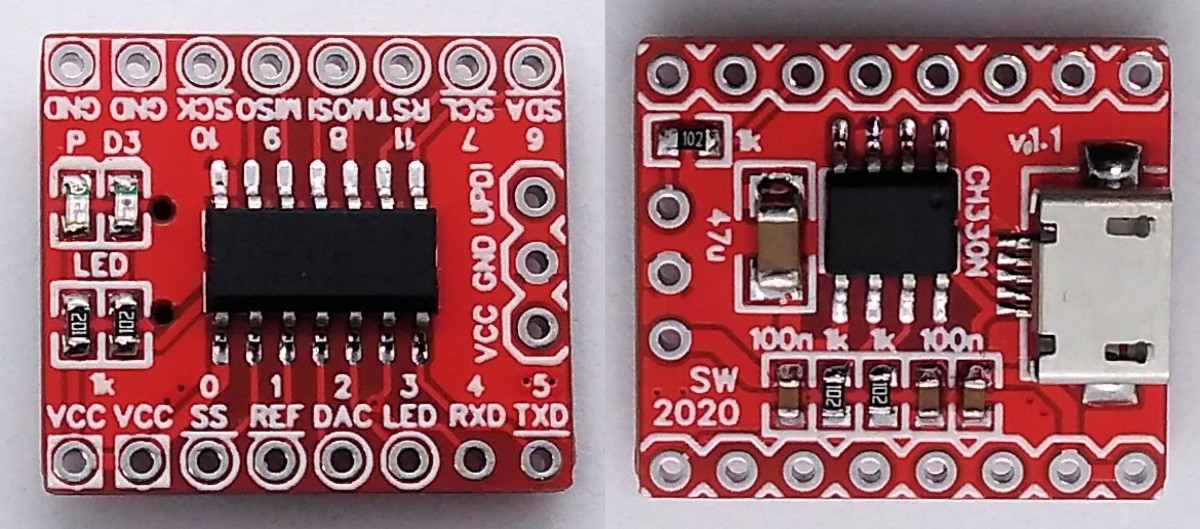 GND GND SCK MISO MOSI RST SCL SDA
10 9 8 11 7 6
P D3
UPDI
LED
GND
102 102
VCC
1k
0 1 2 3 4 5
VCC VCC SS REF DAC LED RXD TXD
102 1k
v1.1
47u
CH330N
100n 1k 1k 100n
SW
2020
102 102